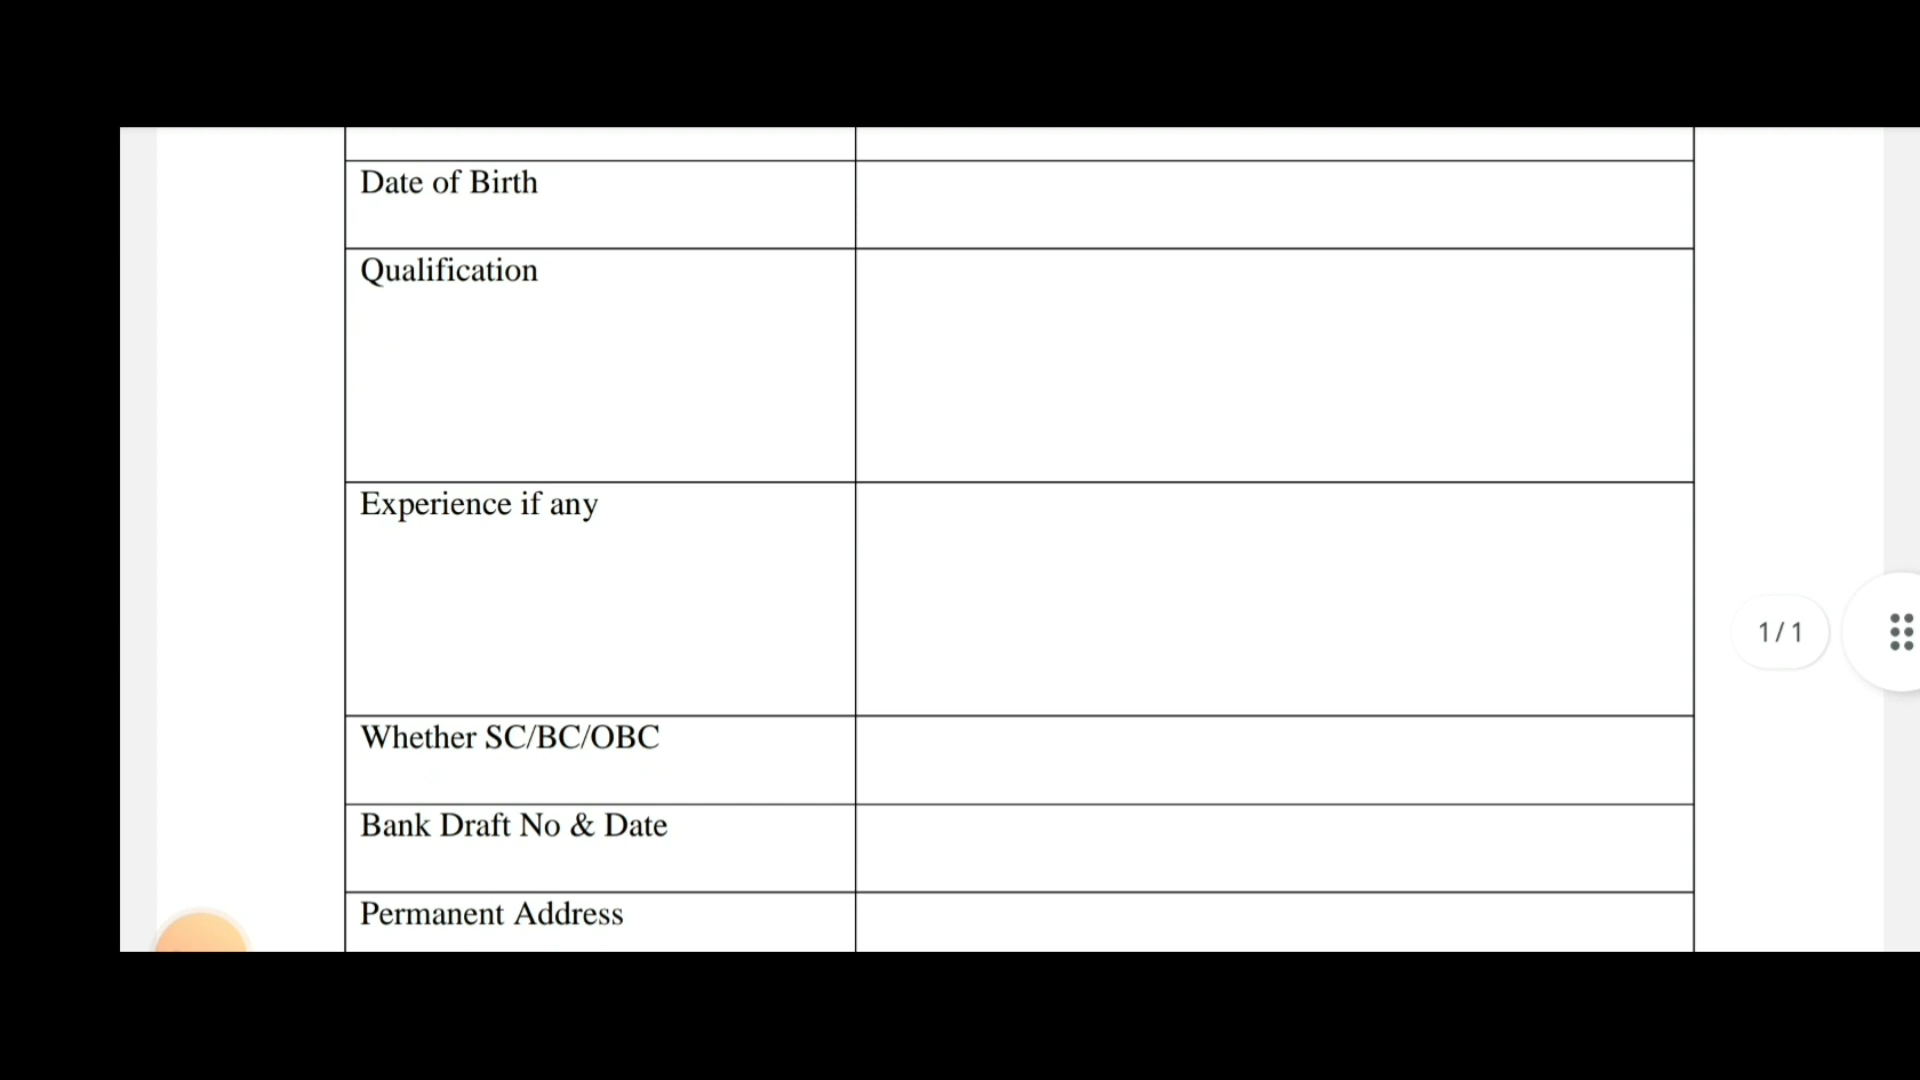 Date of Birth
Qualification
Experience if any
Whether SC/BC/OBC
Bank Draft No & Date
Permanent Address
1 / 1